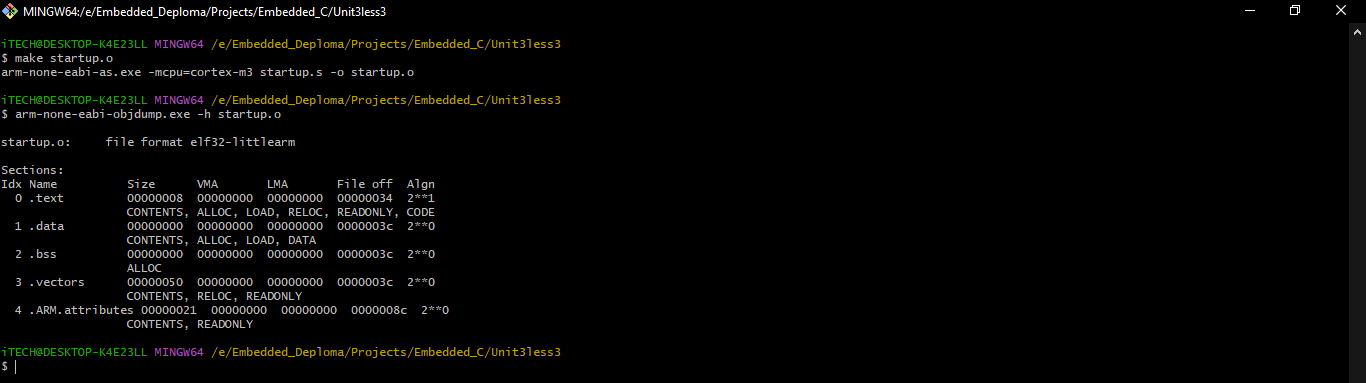 MINGW64:/e/Embedded_Deploma/Projects/Embedded_C/Unit3less3
iTECH@DESKTOP-K4E23LL MINGW64 /e/Embedded_Deploma/Projects/Embedded_C/Unit3less3
$ make startup.o
arm-none-eabi-as.exe -mcpu=cortex-m3 startup.s -o startup.o
iTECH@DESKTOP-K4E23LL MINGW64 /e/Embedded_Deploma/Projects/Embedded_C/Unit3less3
$ arm-none-eabi-objdump.exe -h startup.o
startup.o:     file format elf32-littlearm
Sections:
Idx Name          Size      VMA       LMA       File off  Algn
  0 .text         00000008  00000000  00000000  00000034  2**1
                  CONTENTS, ALLOC, LOAD, RELOC, READONLY, CODE
  1 .data         00000000  00000000  00000000  0000003c  2**0
                  CONTENTS, ALLOC, LOAD, DATA
  2 .bss          00000000  00000000  00000000  0000003c  2**0
                  ALLOC
  3 .vectors      00000050  00000000  00000000  0000003c  2**0
                  CONTENTS, RELOC, READONLY
  4 .ARM.attributes 00000021  00000000  00000000  0000008c  2**0
                  CONTENTS, READONLY
iTECH@DESKTOP-K4E23LL MINGW64 /e/Embedded_Deploma/Projects/Embedded_C/Unit3less3
$